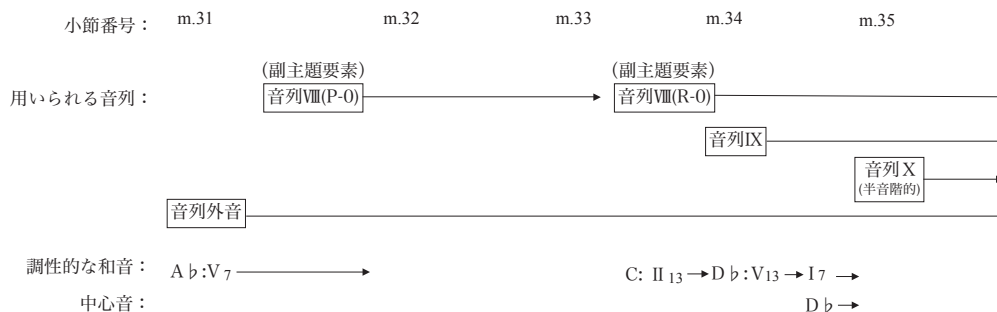 小節番号： m.31 m.32 m.33 m.34 m.35
(副主題要素) (副主題要素)
用いられる音列： 音列Ⅷ(P-0) 音列Ⅷ(R-0)
音列Ⅸ
音列Ⅹ
(半音階的)
音列外音
調性的な和音： A♭:V7 C: Ⅱ13 D♭:V13 I7
中心音： D♭